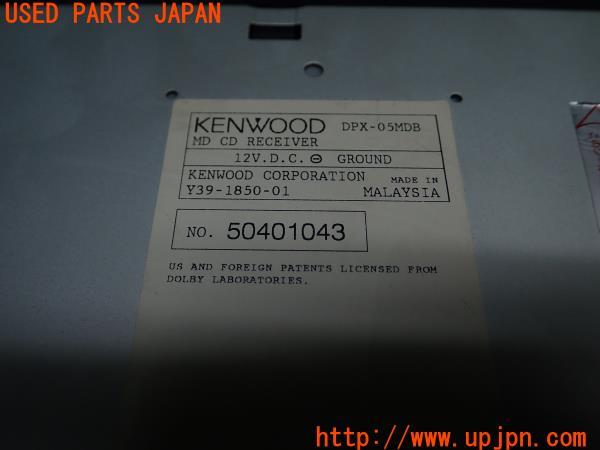 USED PARTS JAPAN
KENWOOD DPX-05MDB
MD CD RECEIVER
12V.D.C. ⊖ GROUND
KENWOOD CORPORATION MADE IN
Y39-1850-01 MALAYSIA
NO. 50401043
US AND FOREIGN PATENTS LICENSED FROM
DOLBY LABORATORIES.
http://www.upjpn.com/